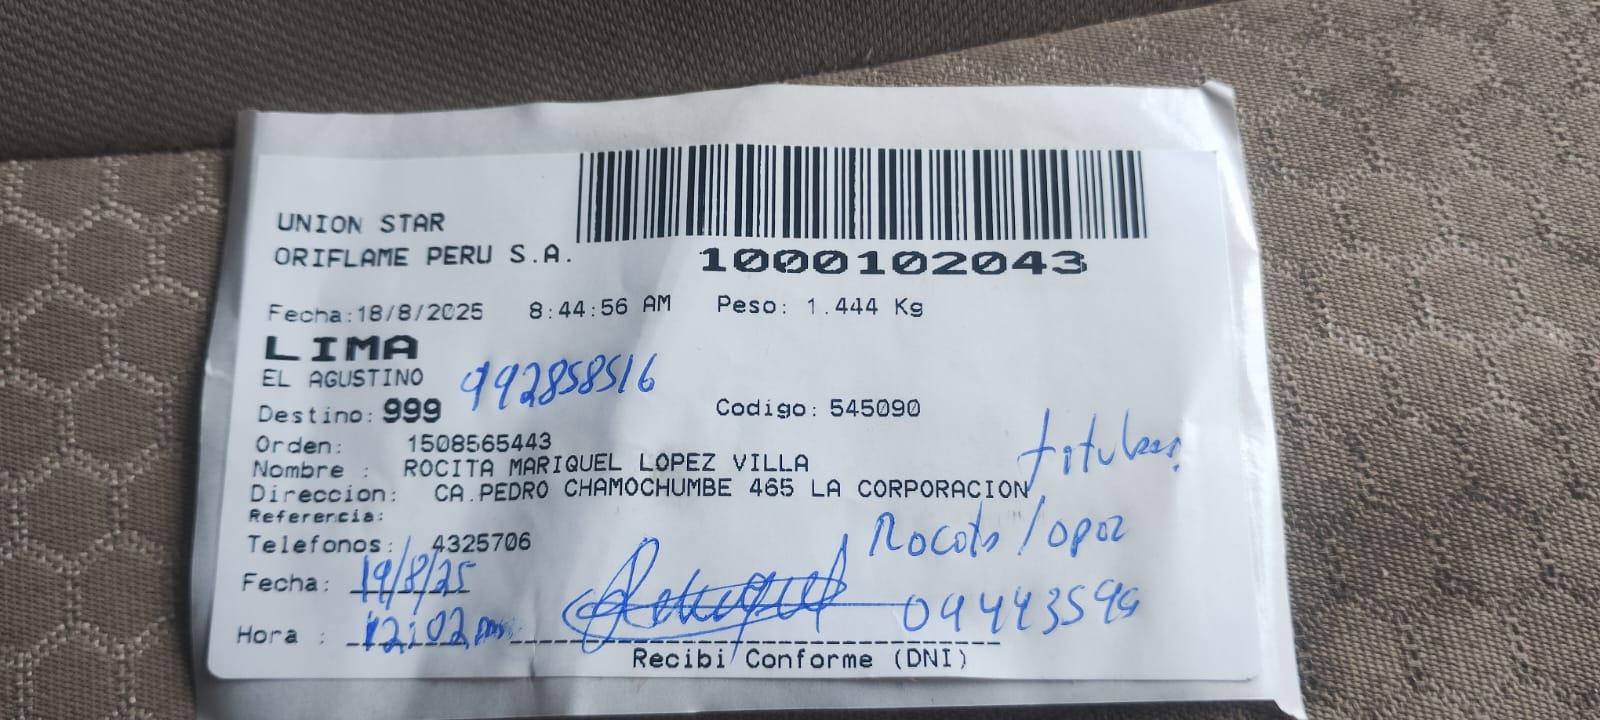 UNION STAR
ORIFLAME PERU S.A.
1000102043
Fecha:18/8/2025 8:44:56 AM Peso: 1.444 Kg
LIMA
EL AGUSTINO 992858516
Destino: 999 Codigo: 545090
Orden: 1508565443
Nombre : ROCITA MARIQUEL LOPEZ VILLA
Direccion: CA.PEDRO CHAMOCHUMBE 465 LA CORPORACION
Referencia:
Telefonos: 4325706
Fecha: 19/8/25
Hora : 12:02 pm
Recibi Conforme (DNI)